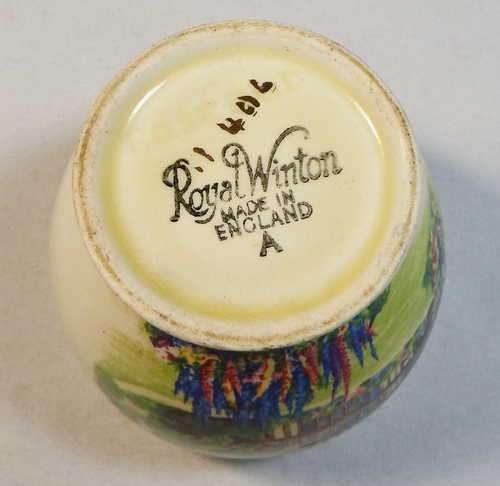 Royal Winton
MADE IN
ENGLAND
A